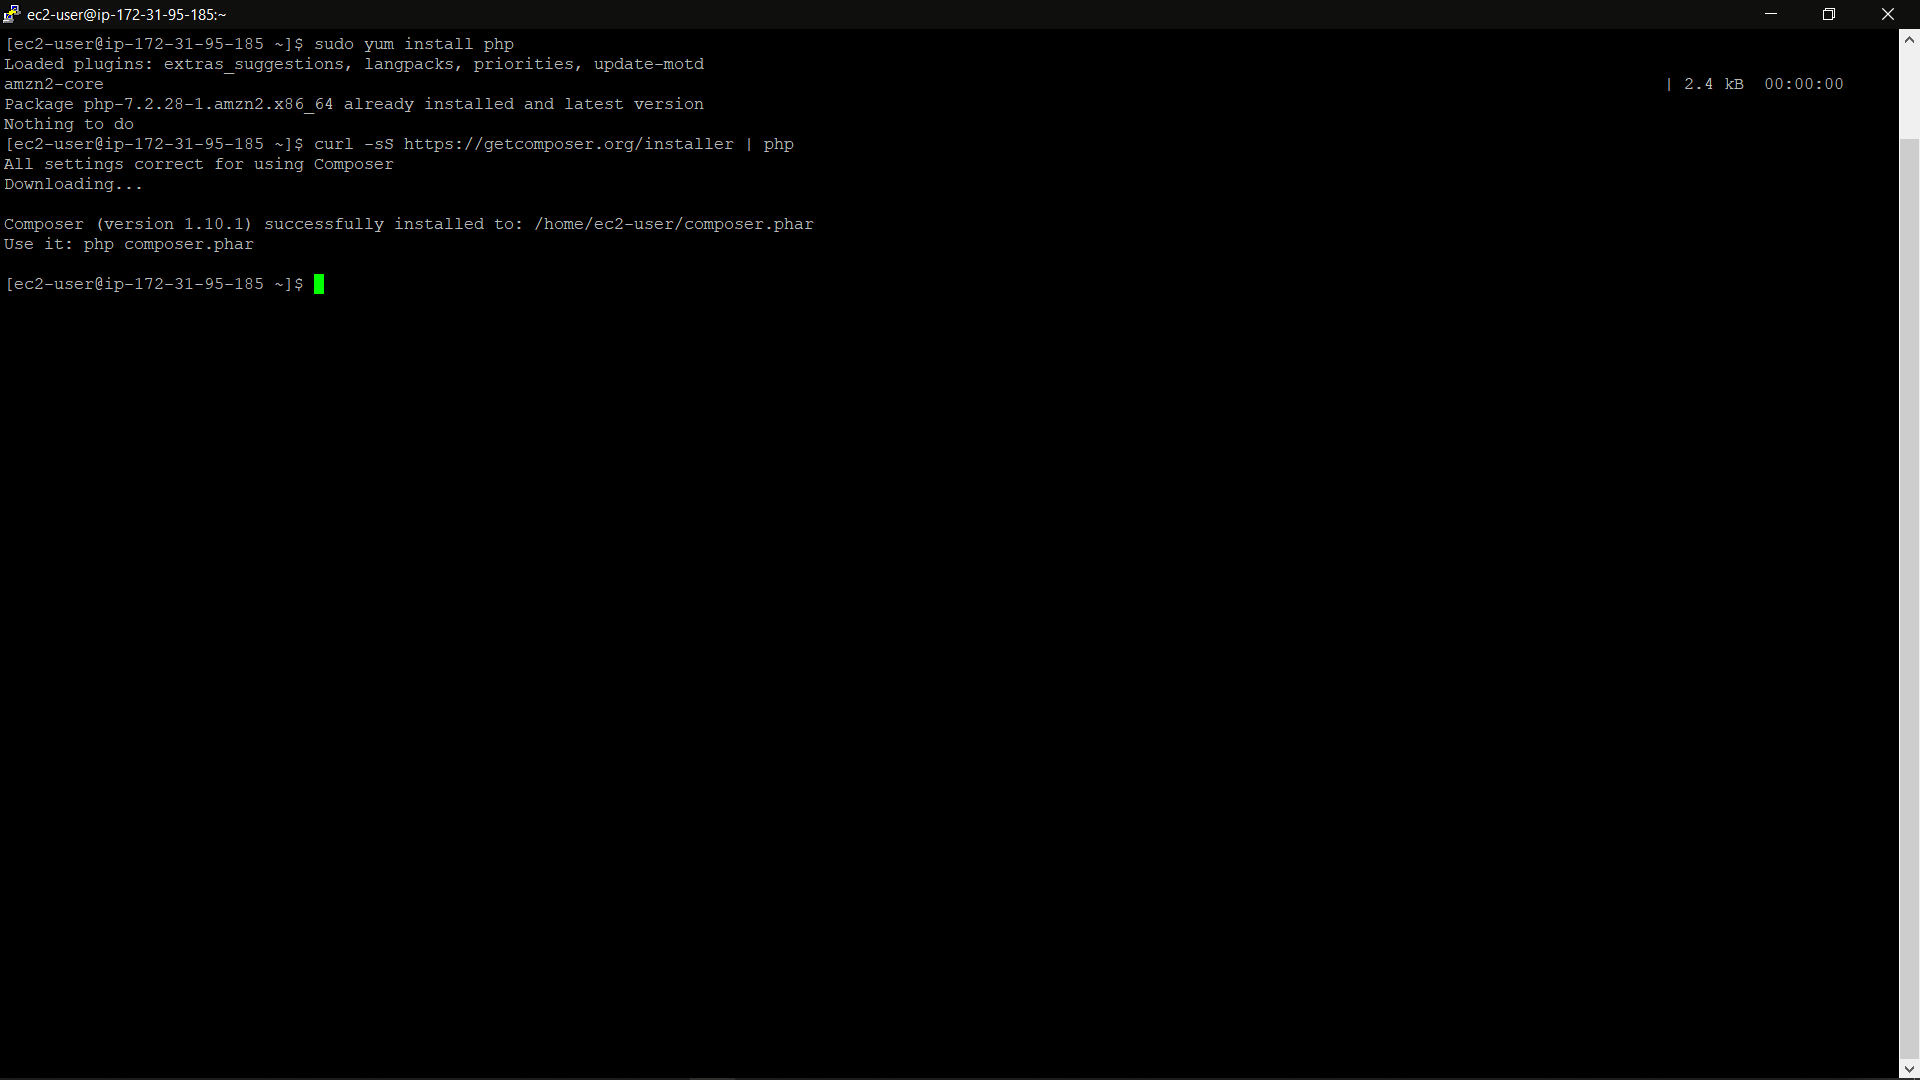 ec2-user@ip-172-31-95-185:~
[ec2-user@ip-172-31-95-185 ~]$ sudo yum install php
Loaded plugins: extras_suggestions, langpacks, priorities, update-motd
amzn2-core | 2.4 kB 00:00:00
Package php-7.2.28-1.amzn2.x86_64 already installed and latest version
Nothing to do
[ec2-user@ip-172-31-95-185 ~]$ curl -sS https://getcomposer.org/installer | php
All settings correct for using Composer
Downloading...
Composer (version 1.10.1) successfully installed to: /home/ec2-user/composer.phar
Use it: php composer.phar
[ec2-user@ip-172-31-95-185 ~]$